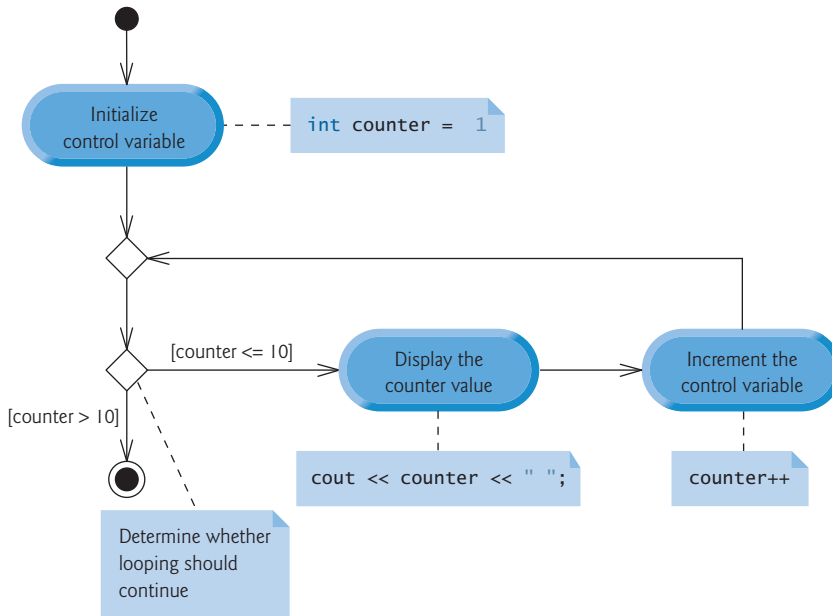 Initialize
control variable
int counter =  1
[counter <= 10]
Display the
counter value
Increment the
control variable
[counter > 10]
cout << counter << " ";
counter++
Determine whether
looping should
continue